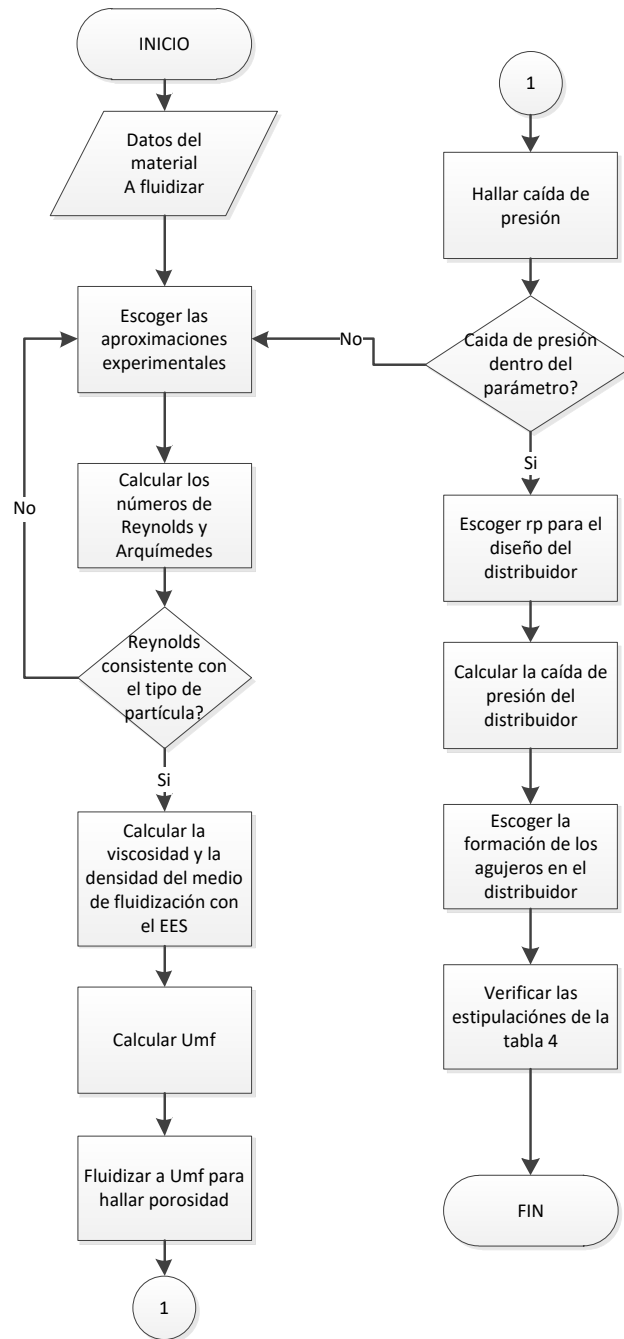 INICIO
Datos del
material
A fluidizar
Escoger las
aproximaciones
experimentales
Calcular los
números de
Reynolds y
Arquímedes
No
Reynolds
consistente con
el tipo de
partícula?
Si
Calcular la
viscosidad y la
densidad del medio
de fluidización con
el EES
Calcular Umf
Fluidizar a Umf para
hallar porosidad
1
1
Hallar caída de
presión
Caida de presión
dentro del
parámetro?
No
Si
Escoger rp para el
diseño del
distribuidor
Calcular la caída de
presión del
distribuidor
Escoger la
formación de los
agujeros en el
distribuidor
Verificar las
estipulaciónes de la
tabla 4
FIN